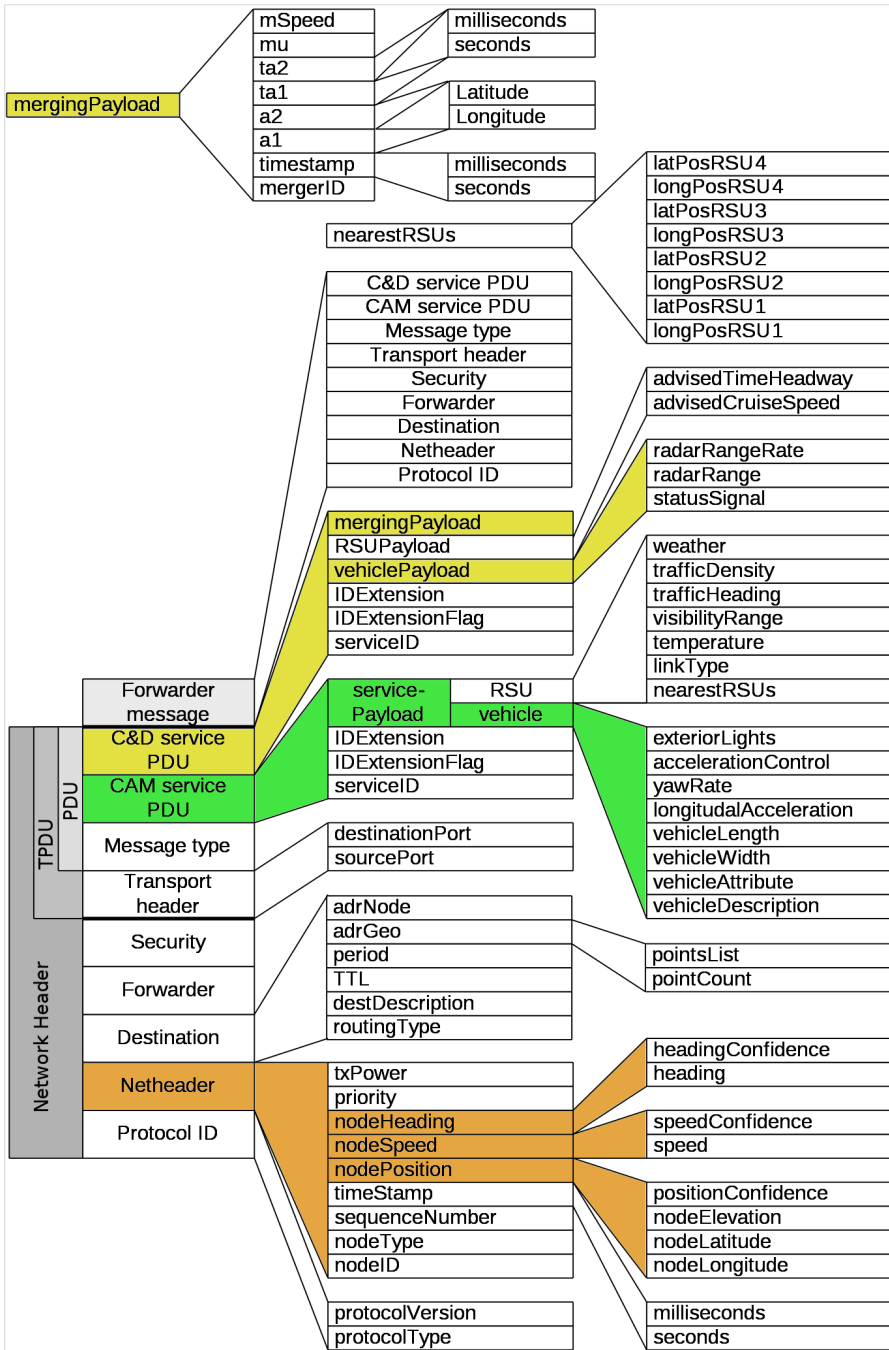 mSpeed
mu
ta2
ta1
a2
a1
timestamp
mergerID
milliseconds
seconds
Latitude
Longitude
milliseconds
seconds
mergingPayload
nearestRSUs
latPosRSU4
longPosRSU4
latPosRSU3
longPosRSU3
latPosRSU2
longPosRSU2
latPosRSU1
longPosRSU1
C&D service PDU
CAM service PDU
Message type
Transport header
Security
Forwarder
Destination
Netheader
Protocol ID
advisedTimeHeadway
advisedCruiseSpeed
radarRangeRate
radarRange
statusSignal
mergingPayload
RSUPayload
vehiclePayload
IDExtension
IDExtensionFlag
serviceID
weather
trafficDensity
trafficHeading
visibilityRange
temperature
linkType
nearestRSUs
service-
Payload
RSU
vehicle
IDExtension
IDExtensionFlag
serviceID
exteriorLights
accelerationControl
yawRate
longitudalAcceleration
vehicleLength
vehicleWidth
vehicleAttribute
vehicleDescription
Forwarder
message
C&D service
PDU
CAM service
PDU
Message type
Transport
header
Security
Forwarder
Destination
Netheader
Protocol ID
PDU
TPDU
Network Header
destinationPort
sourcePort
adrNode
adrGeo
period
TTL
destDescription
routingType
pointsList
pointCount
txPower
priority
nodeHeading
nodeSpeed
nodePosition
timeStamp
sequenceNumber
nodeType
nodeID
headingConfidence
heading
speedConfidence
speed
positionConfidence
nodeElevation
nodeLatitude
nodeLongitude
milliseconds
seconds
protocolVersion
protocolType